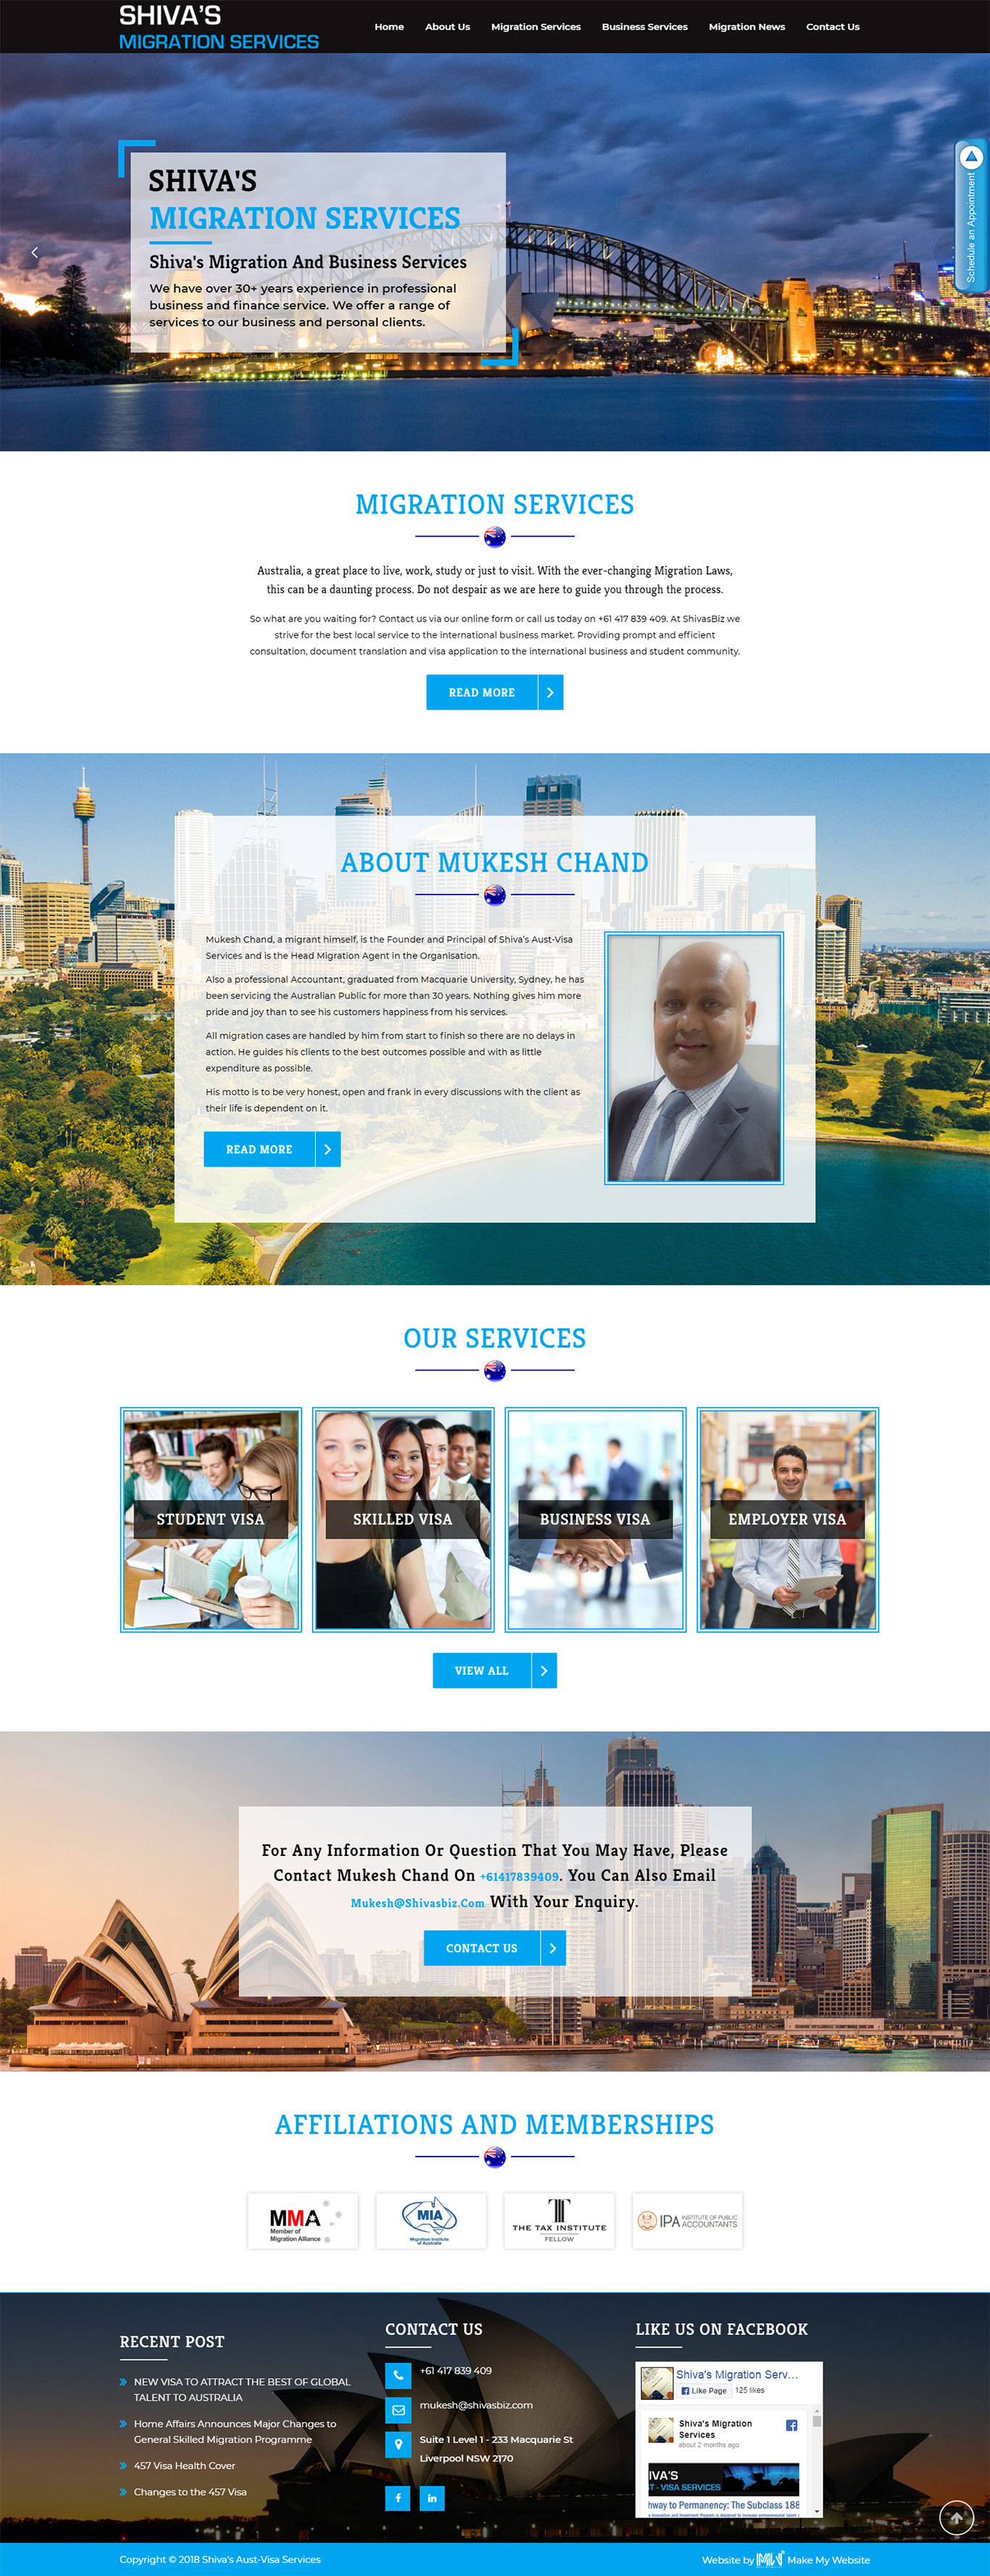 SHIVA'S
MIGRATION SERVICES
Home About Us Migration Services Business Services Migration News Contact Us
Schedule an Appointment
SHIVA'S
MIGRATION SERVICES
Shiva's Migration And Business Services
We have over 30+ years experience in professional
business and finance service. We offer a range of
services to our business and personal clients.
MIGRATION SERVICES
Australia, a great place to live, work, study or just to visit. With the ever-changing Migration Laws,
this can be a daunting process. Do not despair as we are here to guide you through the process.
So what are you waiting for? Contact us via our online form or call us today on +61 417 839 409. At ShivasBiz we
strive for the best local service to the international business market. Providing prompt and efficient
consultation, document translation and visa application to the international business and student community.
READ MORE
ABOUT MUKESH CHAND
Mukesh Chand, a migrant himself, is the Founder and Principal of Shiva's Aust-Visa
Services and is the Head Migration Agent in the Organisation.
Also a professional Accountant, graduated from Macquarie University, Sydney, he has
been servicing the Australian Public for more than 30 years. Nothing gives him more
pride and joy than to see his customers happiness from his services.
All migration cases are handled by him from start to finish so there are no delays in
action. He guides his clients to the best outcomes possible and with as little
expenditure as possible.
His motto is to be very honest, open and frank in every discussions with the client as
their life is dependent on it.
READ MORE
OUR SERVICES
STUDENT VISA
SKILLED VISA
BUSINESS VISA
EMPLOYER VISA
VIEW ALL
For Any Information Or Question That You May Have, Please
Contact Mukesh Chand On +61417839409. You Can Also Email
Mukesh@Shivasbiz.Com With Your Enquiry.
CONTACT US
AFFILIATIONS AND MEMBERSHIPS
MMA
Member of
Migration Alliance
MIA
Migration Institute
of Australia
THE TAX INSTITUTE
FELLOW
IPA
INSTITUTE OF PUBLIC
ACCOUNTANTS
RECENT POST
NEW VISA TO ATTRACT THE BEST OF GLOBAL
TALENT TO AUSTRALIA
Home Affairs Announces Major Changes to
General Skilled Migration Programme
457 Visa Health Cover
Changes to the 457 Visa
CONTACT US
+61 417 839 409
mukesh@shivasbiz.com
Suite 1 Level 1 - 233 Macquarie St
Liverpool NSW 2170
f in
LIKE US ON FACEBOOK
Shiva's Migration Serv...
Like Page 125 likes
Shiva's Migration
Services
about 2 months ago
IVA'S
ST - VISA SERVICES
hway to Permanency: The Subclass 188
Copyright © 2018 Shiva's Aust-Visa Services
Website by MMW Make My Website